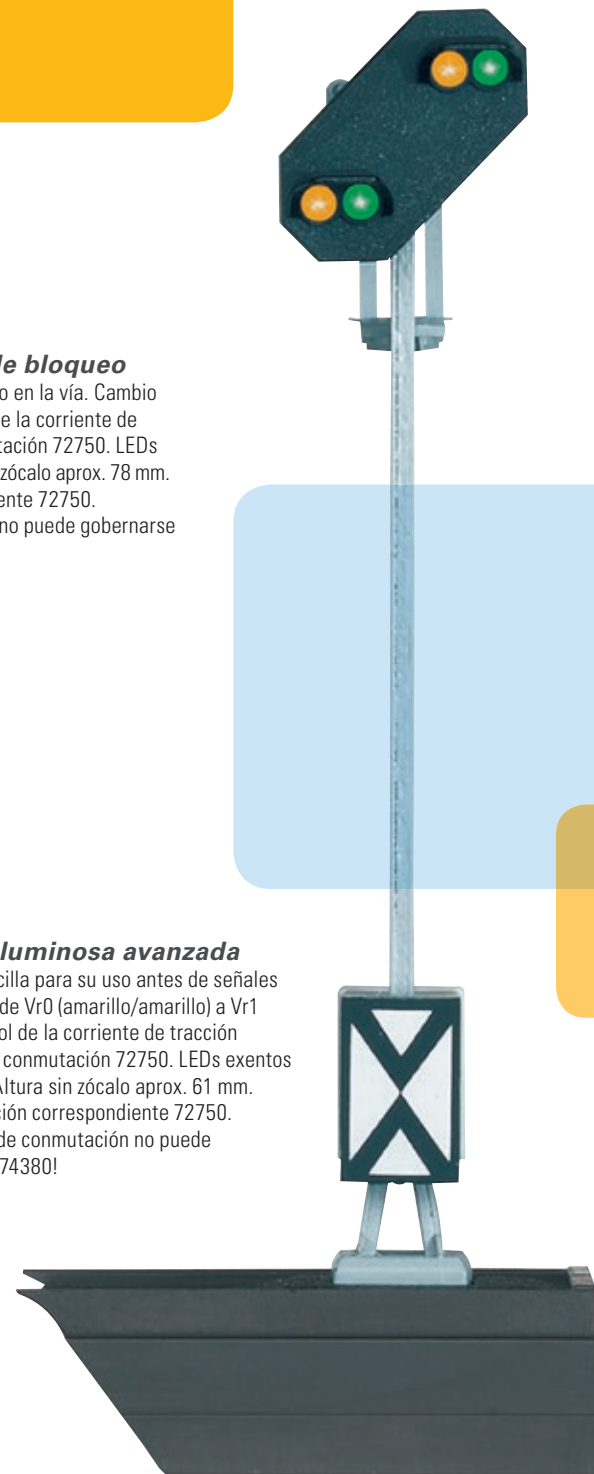 le bloqueo
o en la vía. Cambio
e la corriente de
tación 72750. LEDs
zócalo aprox. 78 mm.
ente 72750.
no puede gobernarse
luminosa avanzada
cilla para su uso antes de señales
de Vr0 (amarillo/amarillo) a Vr1
ol de la corriente de tracción
conmutación 72750. LEDs exentos
Altura sin zócalo aprox. 61 mm.
ción correspondiente 72750.
de conmutación no puede
74380!